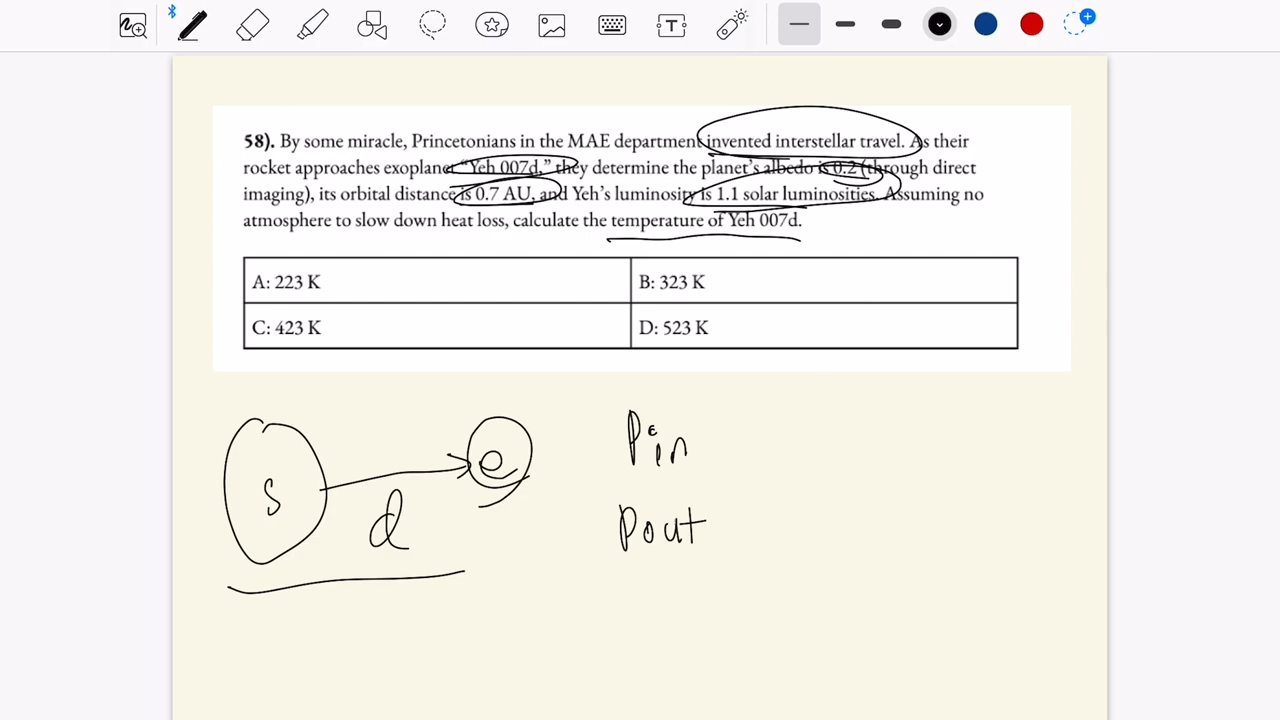 58). By some miracle, Princetonians in the MAE department invented interstellar travel. As their
rocket approaches exoplanet "Yeh 007d," they determine the planet's albedo is 0.2 (through direct
imaging), its orbital distance is 0.7 AU, and Yeh's luminosity is 1.1 solar luminosities. Assuming no
atmosphere to slow down heat loss, calculate the temperature of Yeh 007d.
A: 223 K
B: 323 K
C: 423 K
D: 523 K
Pin
e
s
d
Pout
T